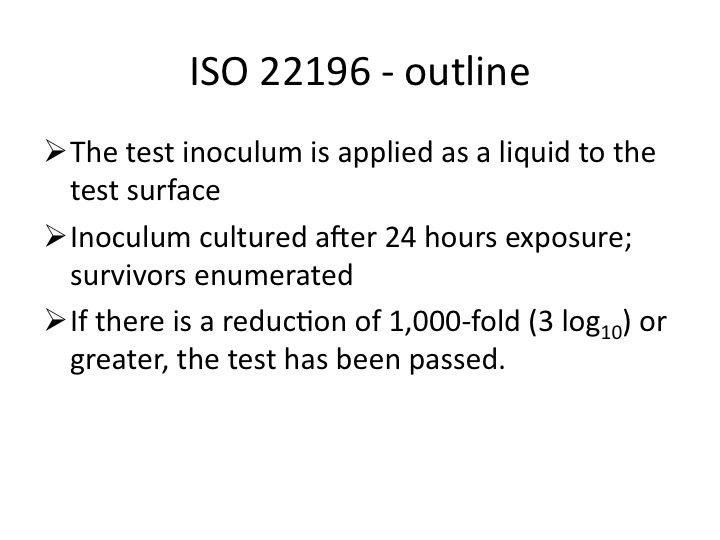 ISO 22196 - outline
➢The test inoculum is applied as a liquid to the
test surface
➢Inoculum cultured after 24 hours exposure;
survivors enumerated
➢If there is a reduction of 1,000-fold (3 log₁₀) or
greater, the test has been passed.